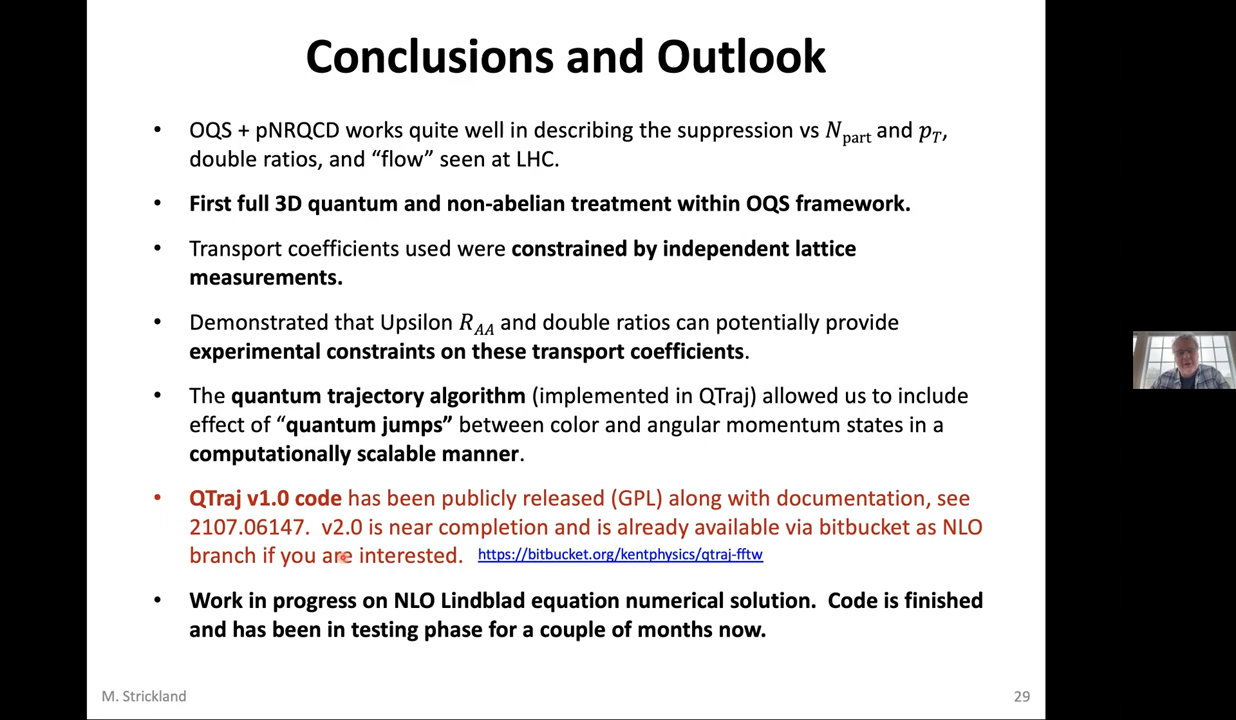 Conclusions and Outlook
• OQS + pNRQCD works quite well in describing the suppression vs N_part and p_T,
double ratios, and “flow” seen at LHC.
• First full 3D quantum and non-abelian treatment within OQS framework.
• Transport coefficients used were constrained by independent lattice
measurements.
• Demonstrated that Upsilon R_AA and double ratios can potentially provide
experimental constraints on these transport coefficients.
• The quantum trajectory algorithm (implemented in QTraj) allowed us to include
effect of “quantum jumps” between color and angular momentum states in a
computationally scalable manner.
• QTraj v1.0 code has been publicly released (GPL) along with documentation, see
2107.06147. v2.0 is near completion and is already available via bitbucket as NLO
branch if you are interested. https://bitbucket.org/kentphysics/qtraj-fftw
• Work in progress on NLO Lindblad equation numerical solution. Code is finished
and has been in testing phase for a couple of months now.
M. Strickland
29